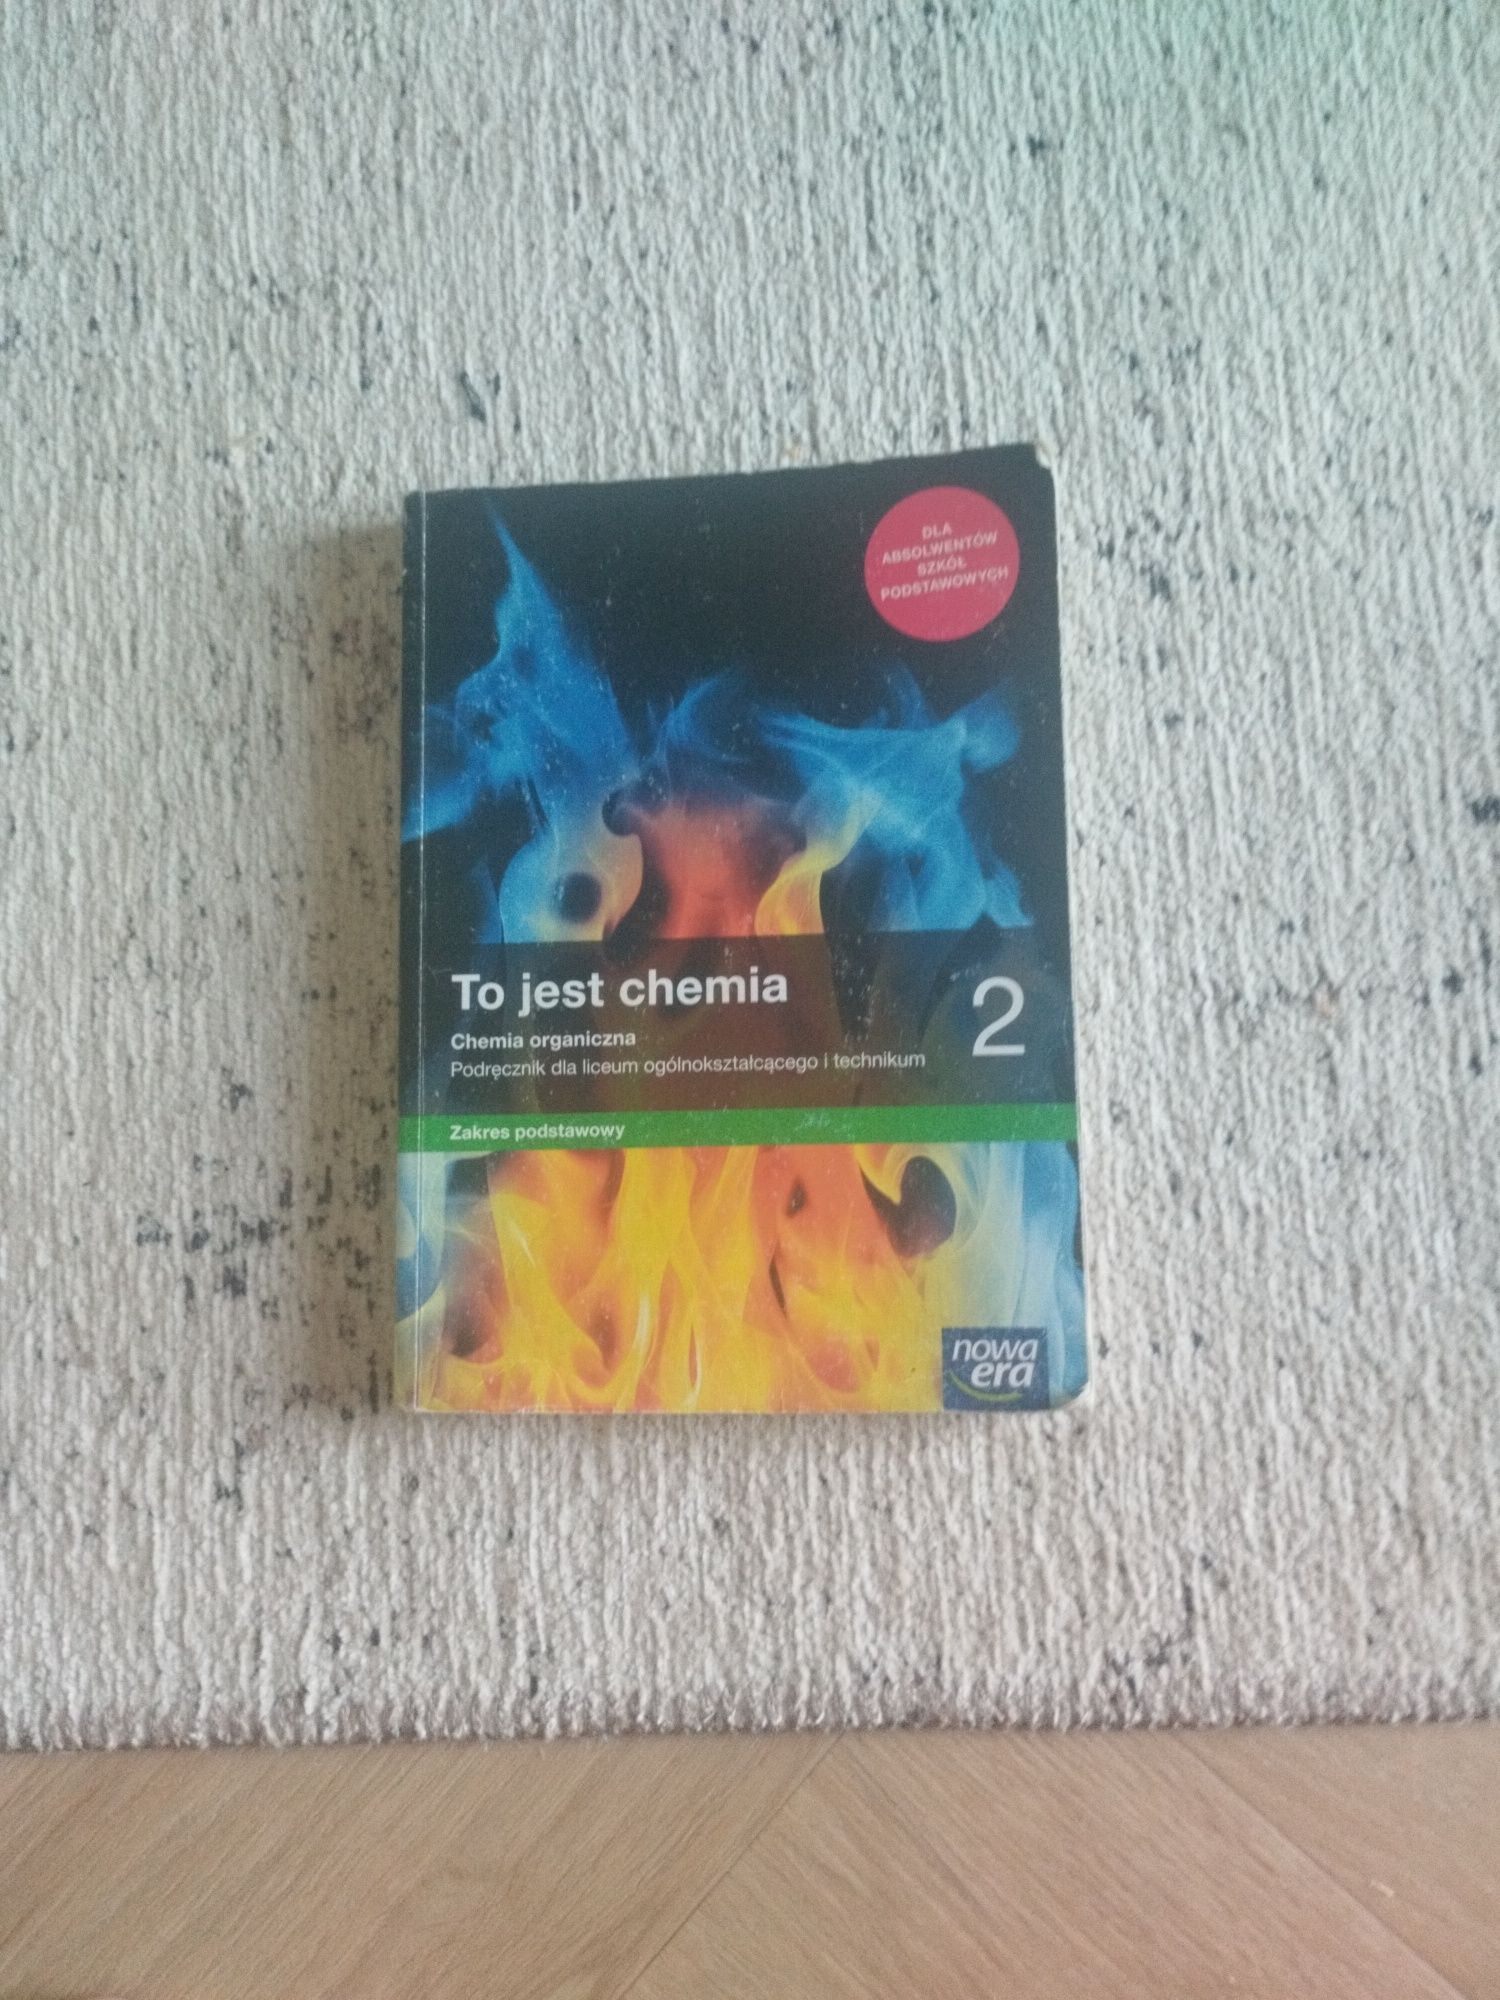 DLA
ABSOLWENTÓW
SZKÓŁ
PODSTAWOWYCH
To jest chemia
2
Chemia organiczna
Podręcznik dla liceum ogólnokształcącego i technikum
Zakres podstawowy
nowa
era